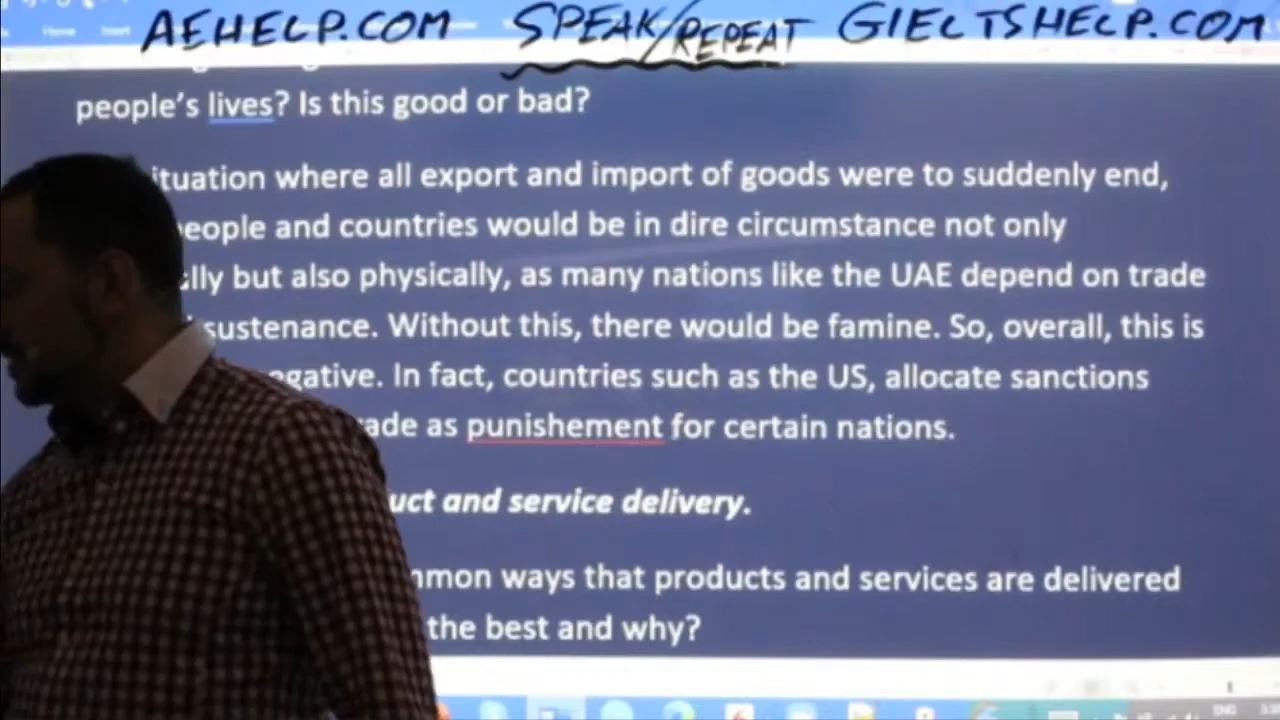 AEHELP.COM SPEAK/REPEAT GIELTSHELP.COM
Home Insert
people's lives? Is this good or bad?
ituation where all export and import of goods were to suddenly end,
eople and countries would be in dire circumstance not only
lly but also physically, as many nations like the UAE depend on trade
sustenance. Without this, there would be famine. So, overall, this is
egative. In fact, countries such as the US, allocate sanctions
ade as punishement for certain nations.
uct and service delivery.
mmon ways that products and services are delivered
the best and why?
ENG